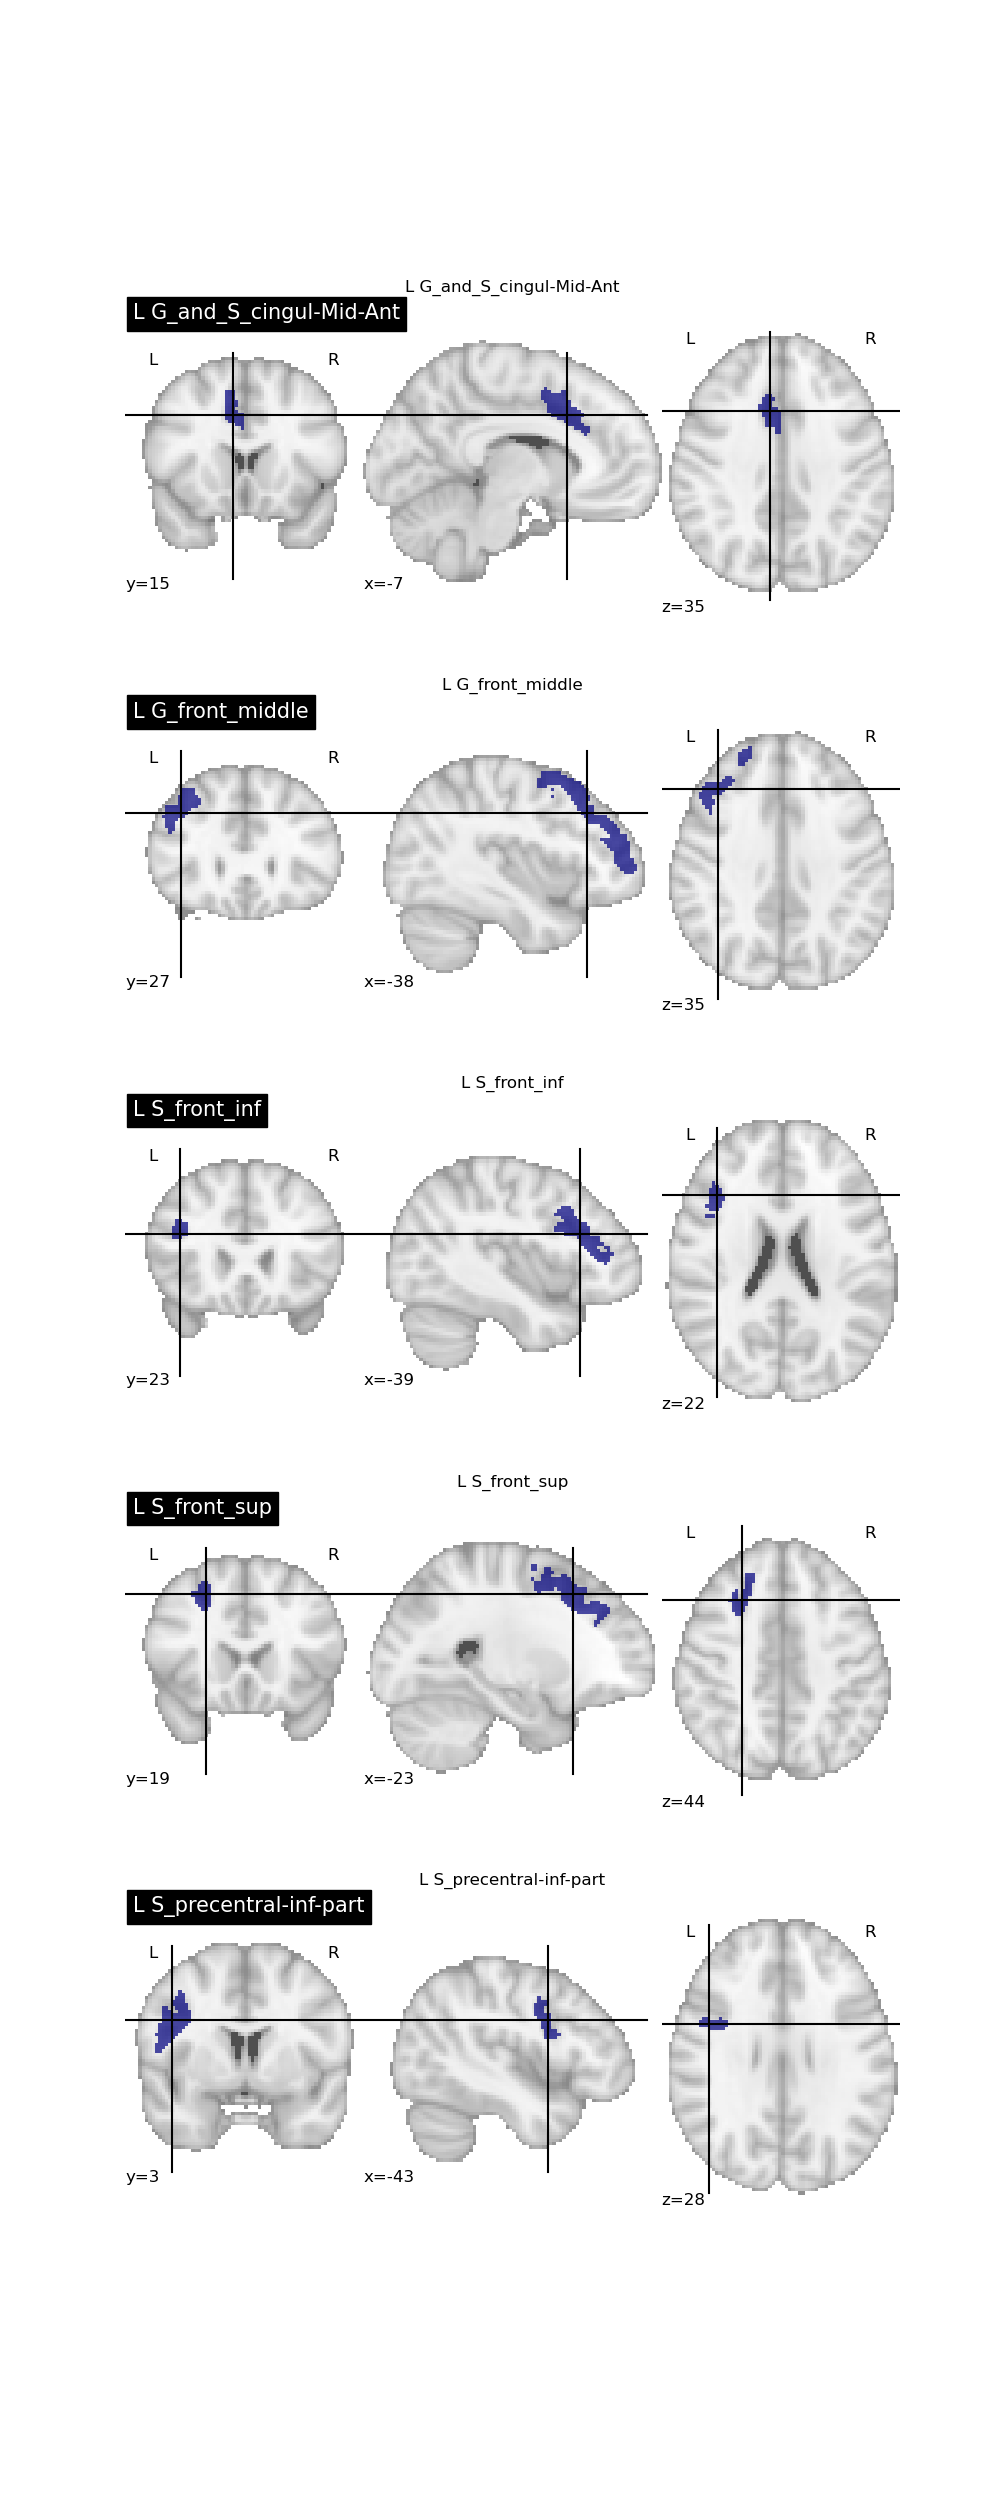 L G_and_S_cingul-Mid-Ant
L G_and_S_cingul-Mid-Ant
L R L R
y=15 x=-7 z=35
L G_front_middle
L G_front_middle
L R L R
y=27 x=-38 z=35
L S_front_inf
L S_front_inf
L R L R
y=23 x=-39 z=22
L S_front_sup
L S_front_sup
L R L R
y=19 x=-23 z=44
L S_precentral-inf-part
L S_precentral-inf-part
L R L R
y=3 x=-43 z=28